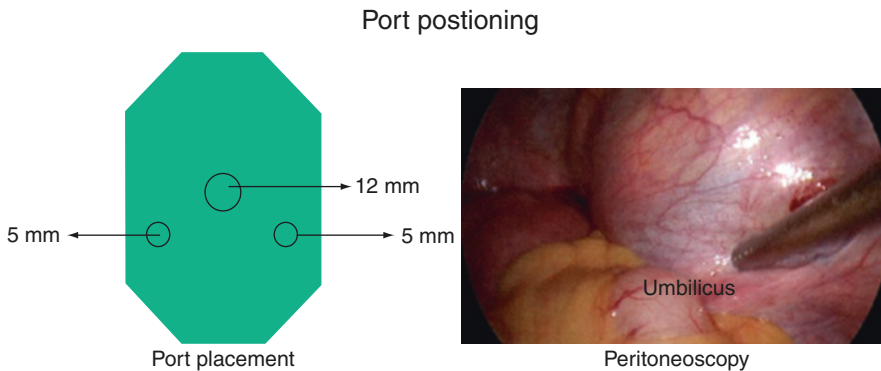 Port postioning
12 mm
5 mm
5 mm
Umbilicus
Port placement
Peritoneoscopy